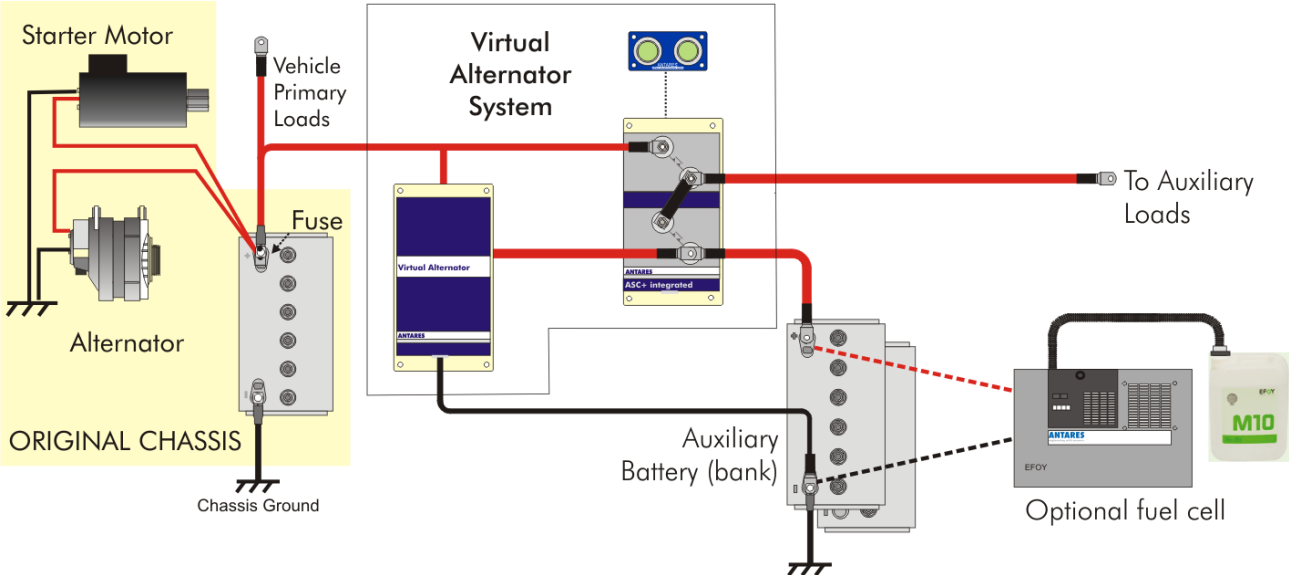 Starter Motor
Vehicle
Primary
Loads
Virtual
Alternator
System
ANTARES
To Auxiliary
Loads
Fuse
Virtual Alternator
ANTARES
ANTARES
ASC+ integrated
Alternator
ORIGINAL CHASSIS
Chassis Ground
Auxiliary
Battery (bank)
ANTARES
EFOY
EFOY
M10
Optional fuel cell